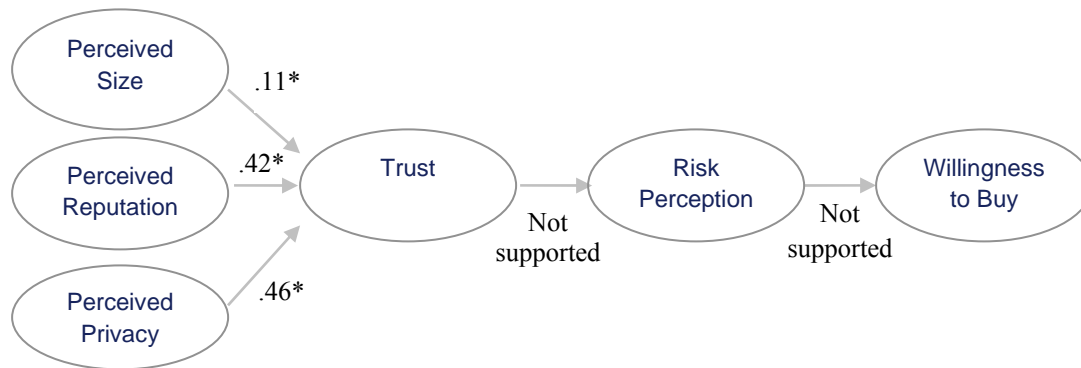 Perceived
Size
.11*
Perceived
Reputation
.42*
Trust
Risk
Perception
Willingness
to Buy
Not
supported
Not
supported
Perceived
Privacy
.46*